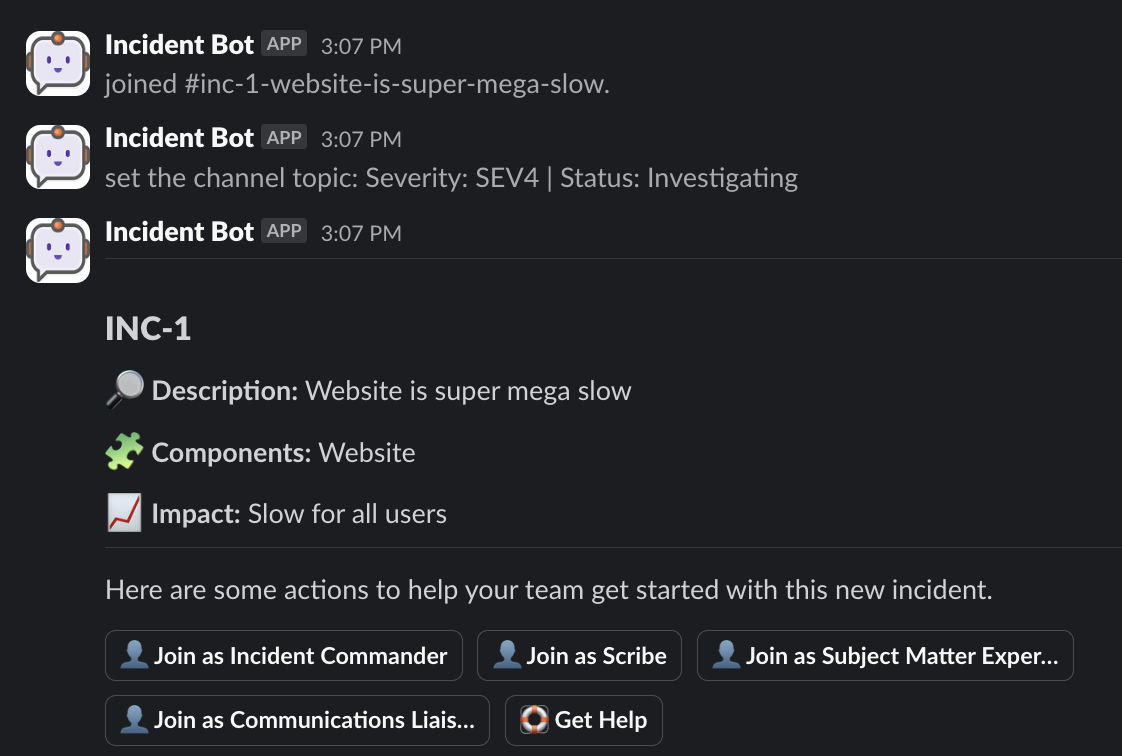 Incident Bot APP 3:07 PM
joined #inc-1-website-is-super-mega-slow.
Incident Bot APP 3:07 PM
set the channel topic: Severity: SEV4 | Status: Investigating
Incident Bot APP 3:07 PM
INC-1
Description: Website is super mega slow
Components: Website
Impact: Slow for all users
Here are some actions to help your team get started with this new incident.
Join as Incident Commander Join as Scribe Join as Subject Matter Exper...
Join as Communications Liais... Get Help